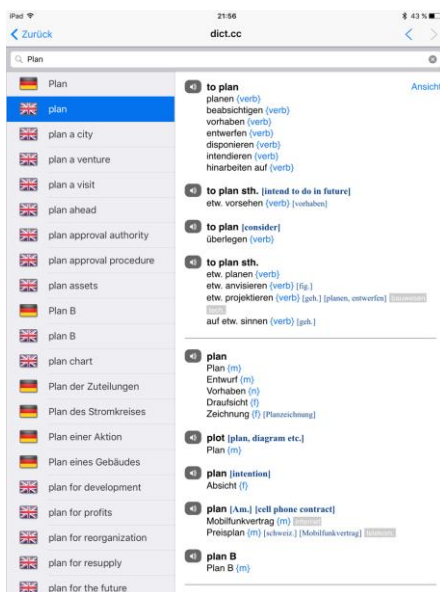 iPad 21:56 43 %
Zurück dict.cc
Plan
Plan
plan
plan a city
plan a venture
plan a visit
plan ahead
plan approval authority
plan approval procedure
plan assets
Plan B
plan B
plan chart
Plan der Zuteilungen
Plan des Stromkreises
Plan einer Aktion
Plan eines Gebäudes
plan for development
plan for profits
plan for reorganization
plan for resupply
plan for the future
to plan Ansicht
planen {verb}
beabsichtigen {verb}
vorhaben {verb}
entwerfen {verb}
disponieren {verb}
intendieren {verb}
hinarbeiten auf {verb}
to plan sth. [intend to do in future]
etw. vorsehen {verb} [vorhaben]
to plan [consider]
überlegen {verb}
to plan sth.
etw. planen {verb}
etw. anvisieren {verb} [fig.]
etw. projektieren {verb} [geh.] [planen, entwerfen] bauwesen
tech.
auf etw. sinnen {verb} [geh.]
plan
Plan {m}
Entwurf {m}
Vorhaben {n}
Draufsicht {f}
Zeichnung {f} [Planzeichnung]
plot [plan, diagram etc.]
Plan {m}
plan [intention]
Absicht {f}
plan [Am.] [cell phone contract]
Mobilfunkvertrag {m} internet
Preisplan {m} [schweiz.] [Mobilfunkvertrag] telekom.
plan B
Plan B {m}